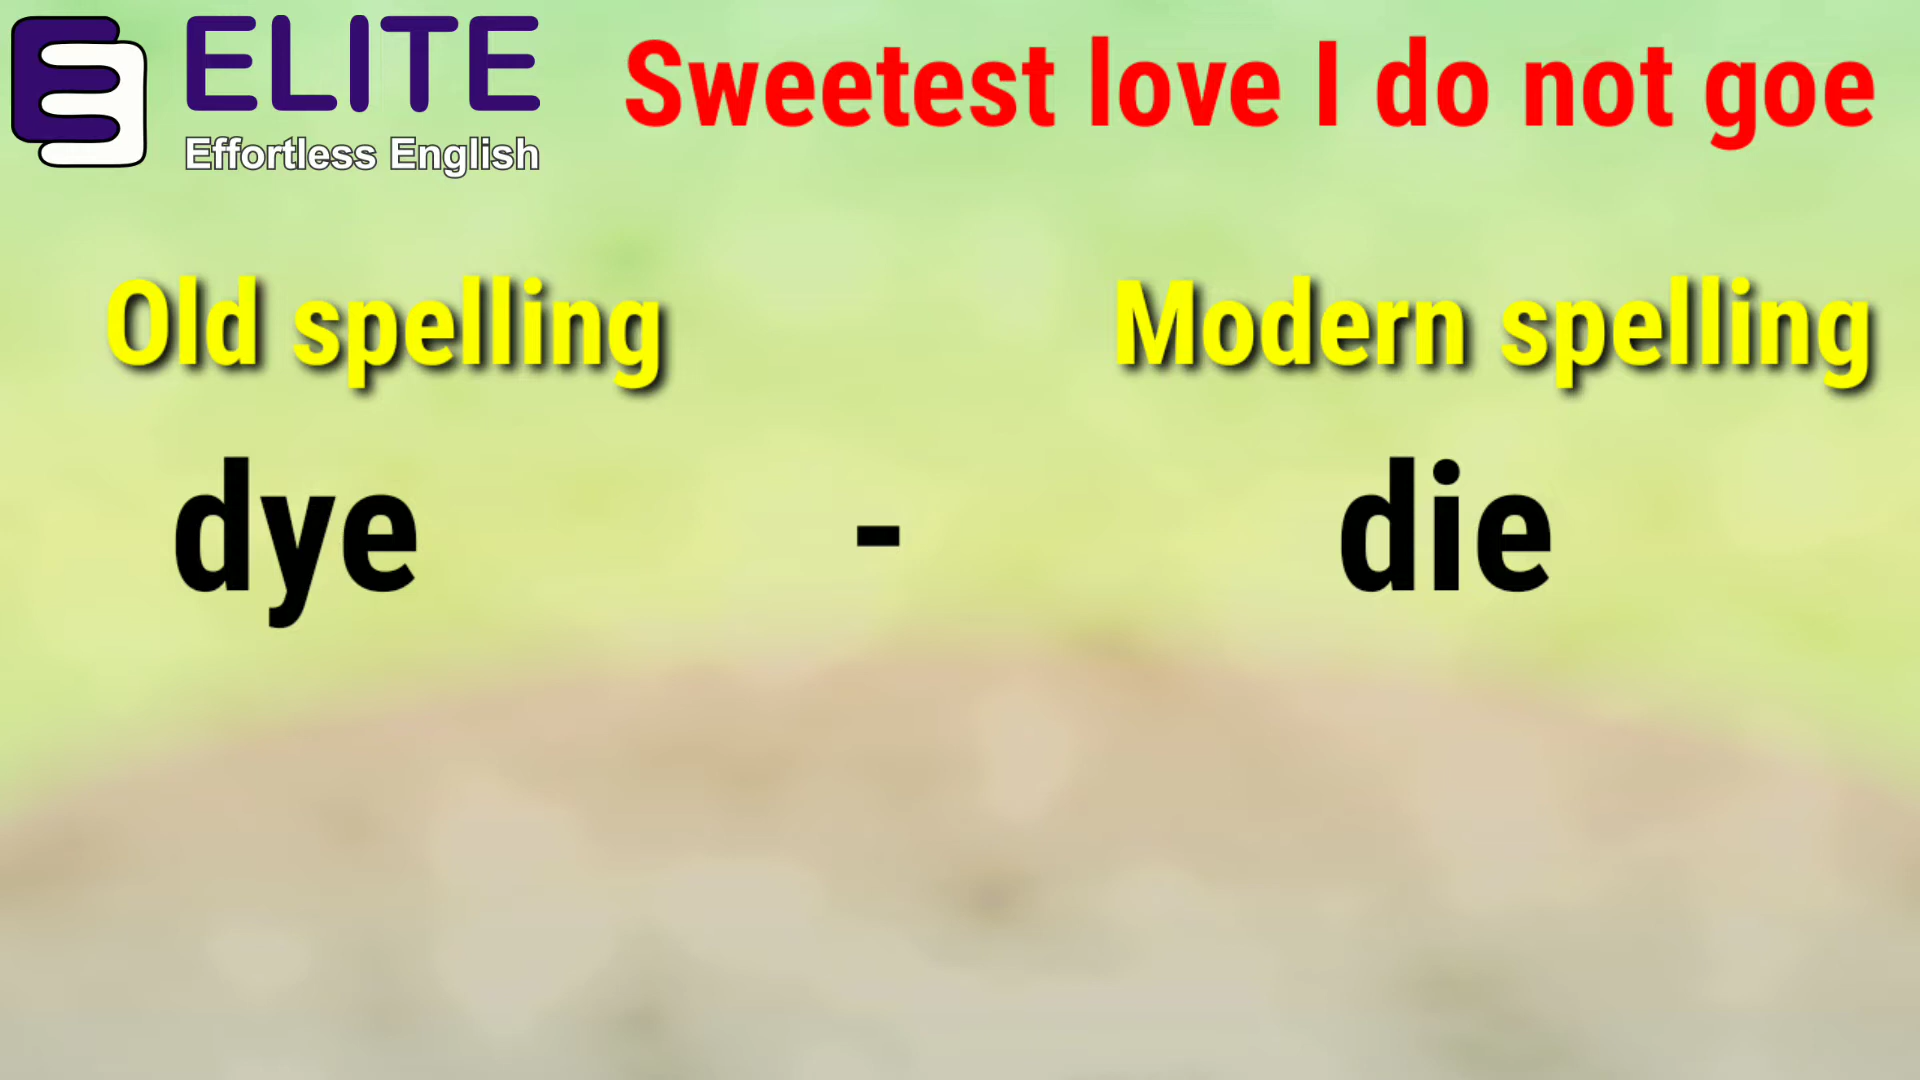 ELITE
Effortless English
Sweetest love I do not goe
Old spelling Modern spelling
dye - die